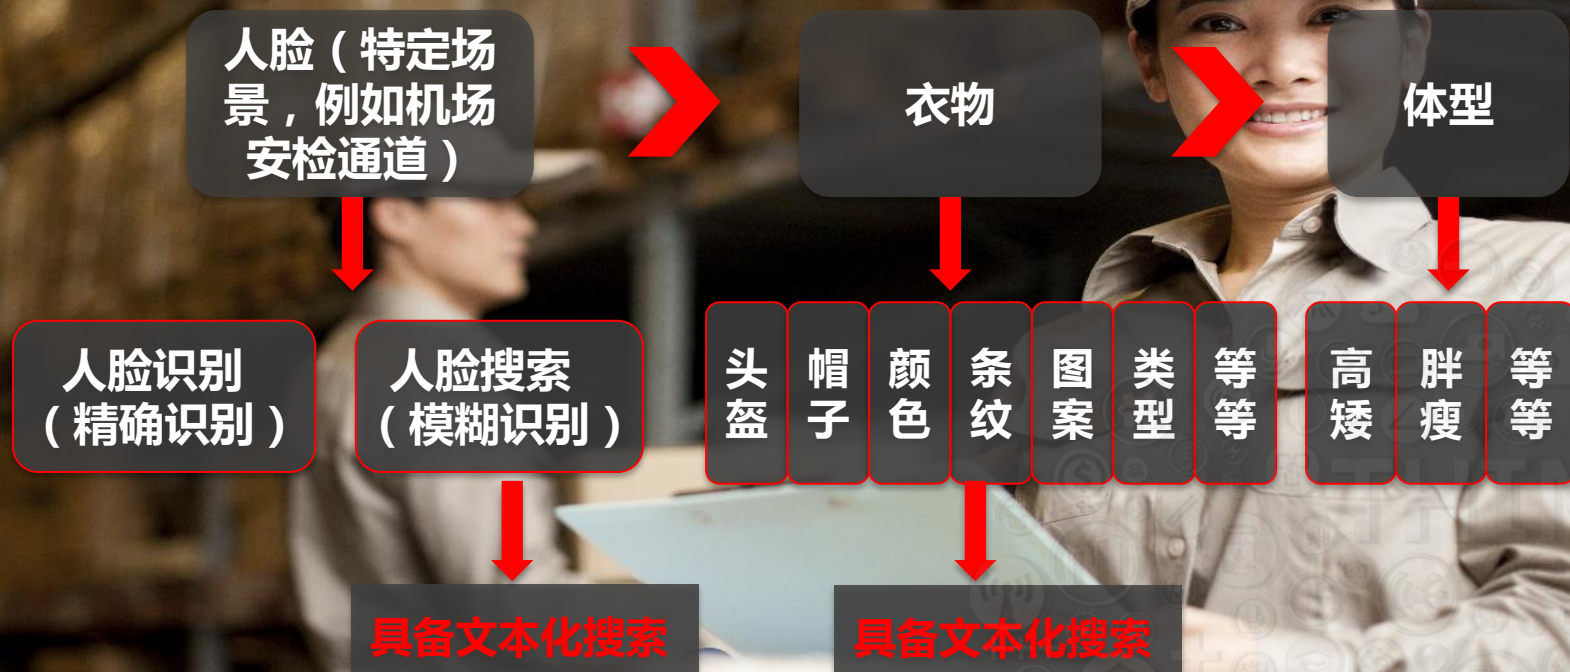 人脸（特定场
景，例如机场
安检通道）
衣物
体型
人脸识别
（精确识别）
人脸搜索
（模糊识别）
头盔
帽子
颜色
条纹
图案
类型
等等
高矮
胖瘦
等等
具备文本化搜索
具备文本化搜索
THIN